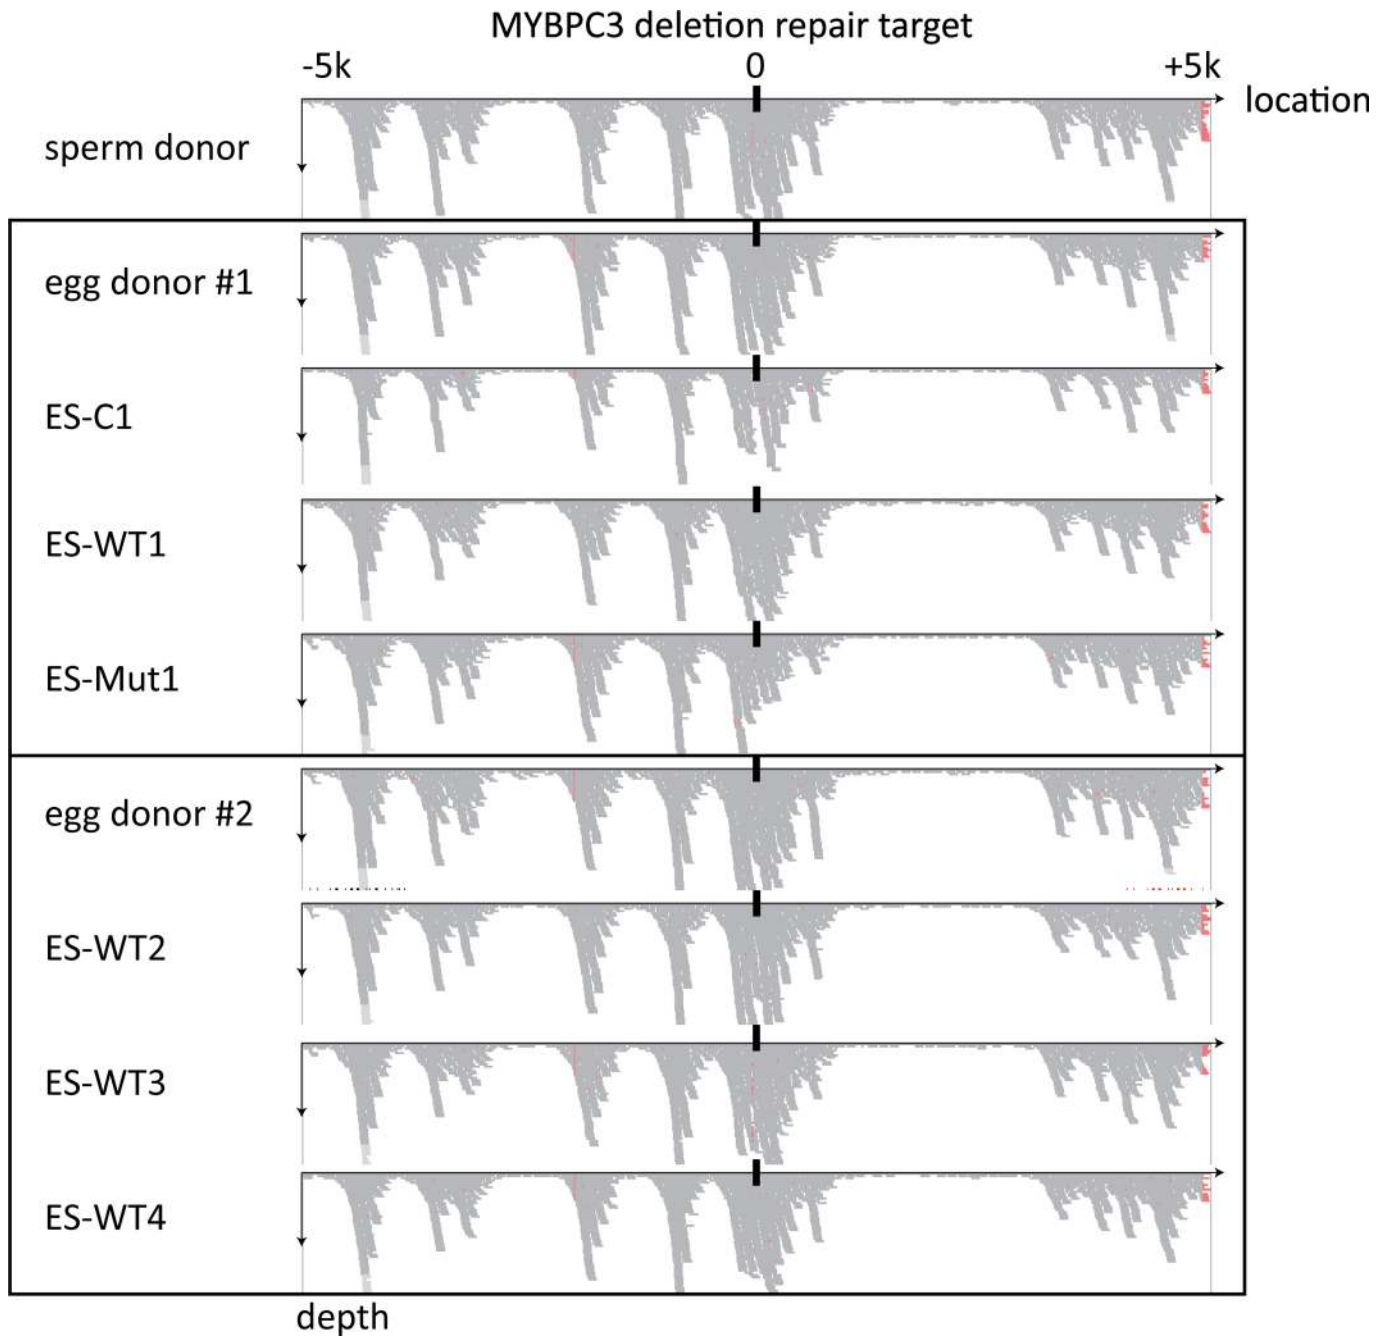 MYBPC3 deletion repair target
-5k 0 +5k
location
sperm donor
egg donor #1
ES-C1
ES-WT1
ES-Mut1
egg donor #2
ES-WT2
ES-WT3
ES-WT4
depth